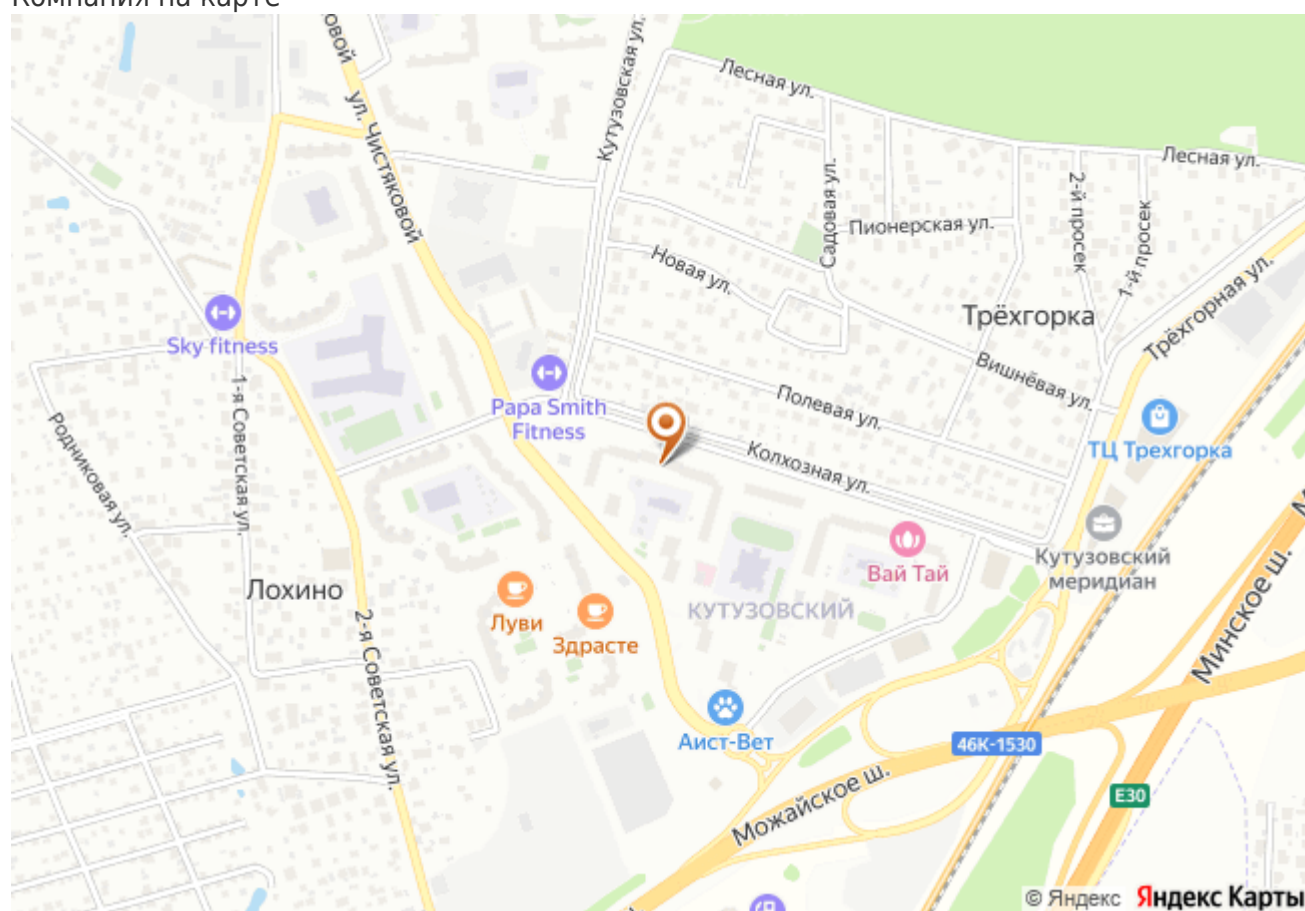 Компания на карте
Лесная ул.
Кутузовская ул.
ул. Чистяковой
Лесная ул.
Садовая ул.
2-й просек
1-й просек
Пионерская ул.
Новая ул.
Трёхгорная ул.
Трёхгорка
Sky fitness
Вишнёвая ул.
Papa Smith
Fitness
Полевая ул.
1-я Советская ул.
Родниковая ул.
ТЦ Трехгорка
Колхозная ул.
Кутузовский
меридиан
Вай Тай
Лохино
КУТУЗОВСКИЙ
Луви
Здрасте
Минское ш.
2-я Советская ул.
Аист-Вет
46К-1530
E30
Можайское ш.
© Яндекс Яндекс Карты